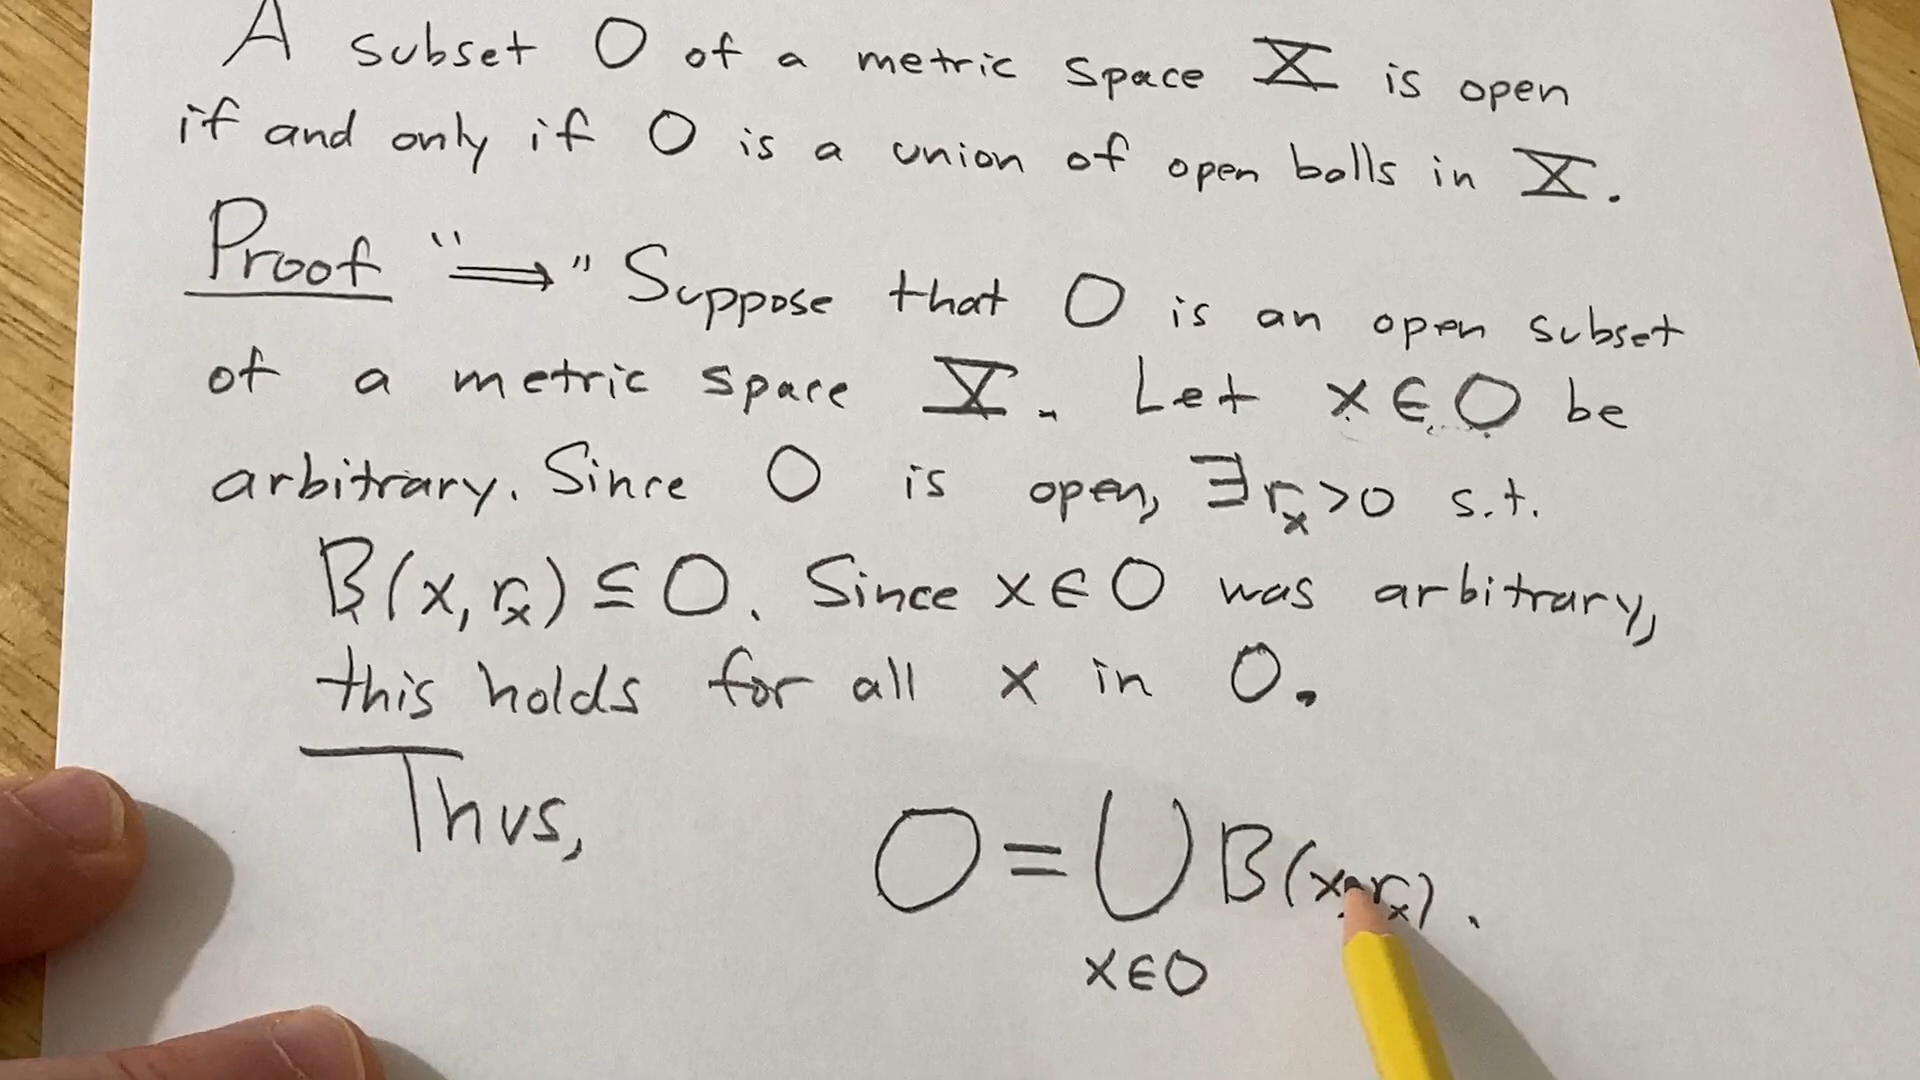 A subset O of a metric space X is open
if and only if O is a union of open balls in X.
Proof "⟹" Suppose that O is an open subset
of a metric space X. Let x∈O be
arbitrary. Since O is open, ∃rₓ>0 s.t.
B(x, rₓ) ⊆ O. Since x∈O was arbitrary,
this holds for all x in O.
Thus, O = ⋃ B(x, rₓ).
x∈O